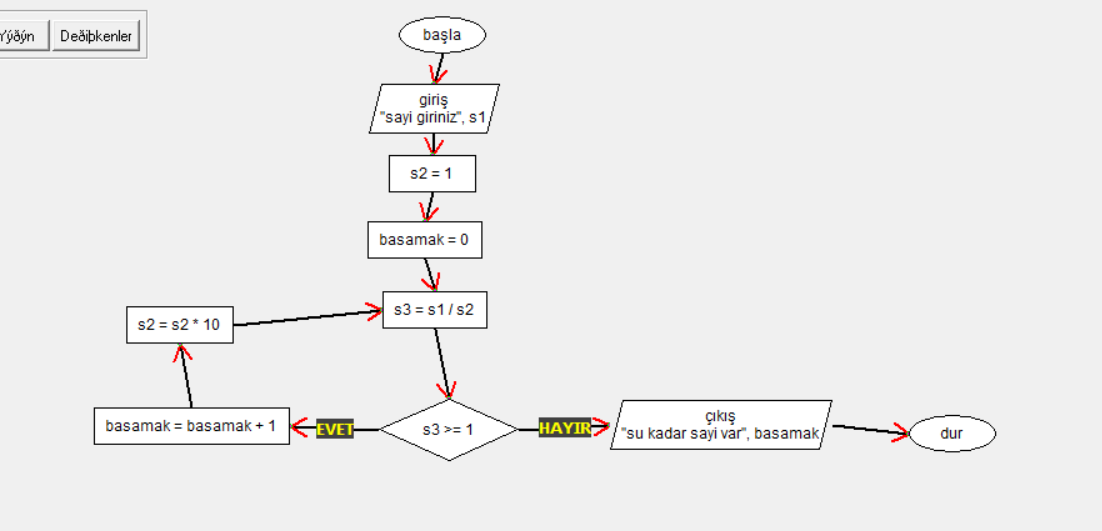 Yýðýn
Deðiþkenler
başla
giriş
"sayi giriniz", s1
s2 = 1
basamak = 0
s3 = s1 / s2
s2 = s2 * 10
s3 >= 1
EVET
basamak = basamak + 1
HAYIR
çıkış
"su kadar sayi var", basamak
dur